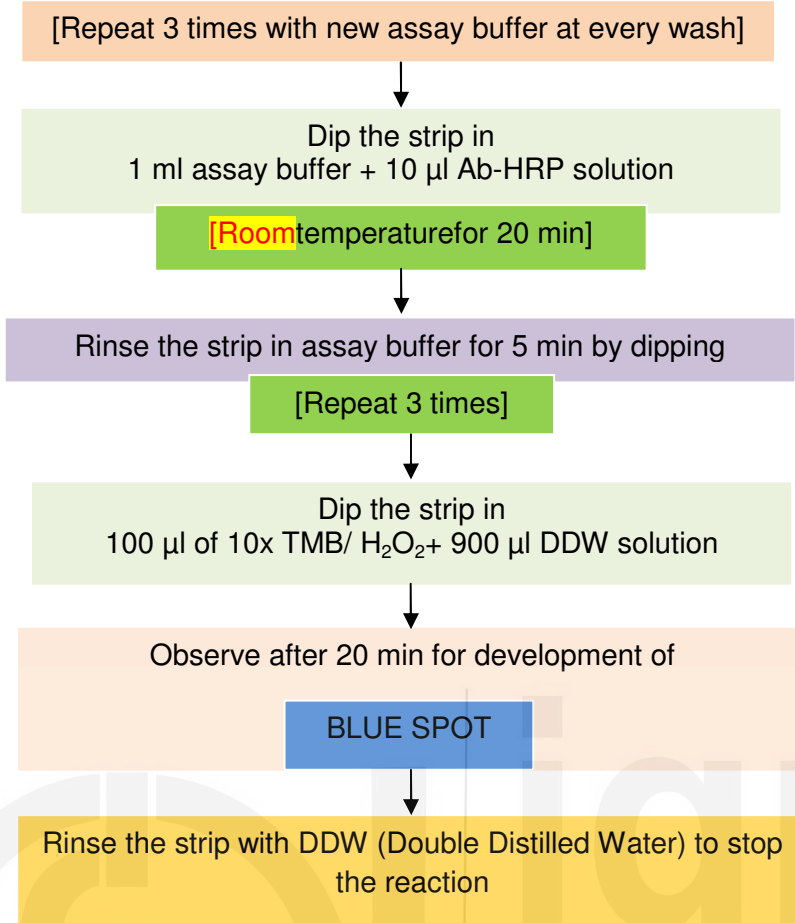 [Repeat 3 times with new assay buffer at every wash]
Dip the strip in
1 ml assay buffer + 10 µl Ab-HRP solution
[Roomtemperaturefor 20 min]
Rinse the strip in assay buffer for 5 min by dipping
[Repeat 3 times]
Dip the strip in
100 µl of 10x TMB/ H₂O₂+ 900 µl DDW solution
Observe after 20 min for development of
BLUE SPOT
Rinse the strip with DDW (Double Distilled Water) to stop
the reaction